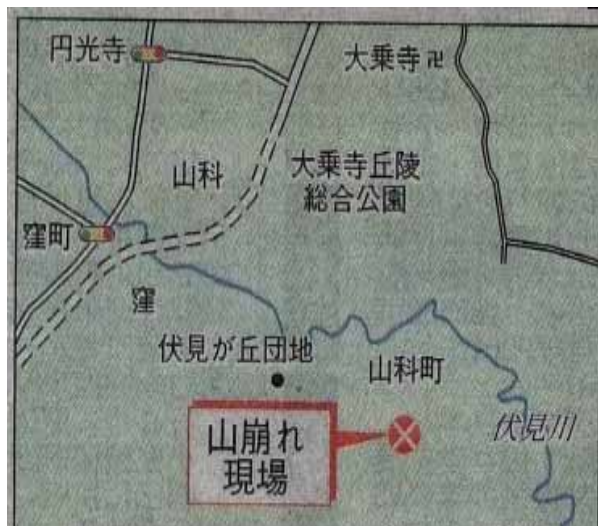 円光寺
大乗寺卍
山科
大乗寺丘陵
総合公園
窪町
窪
伏見が丘団地
山科町
山崩れ
現場
伏見川